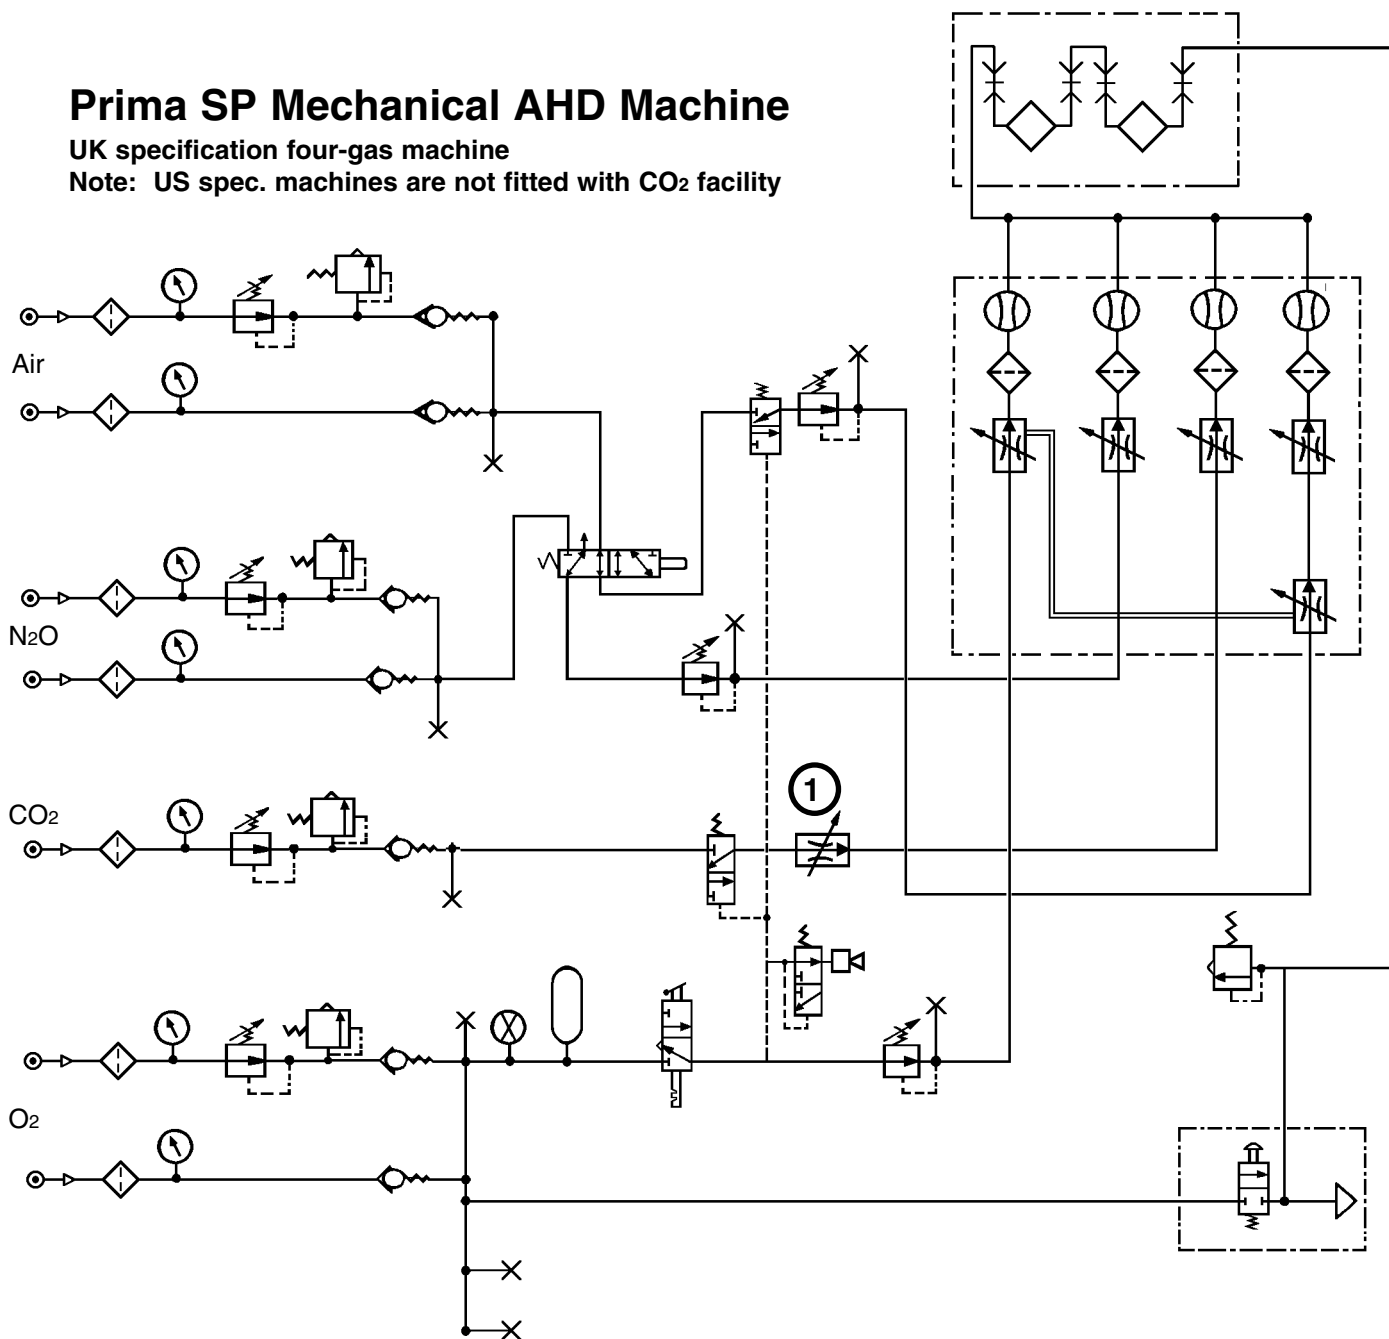 Prima SP Mechanical AHD Machine
UK specification four-gas machine
Note: US spec. machines are not fitted with CO2 facility
Air
N2O
CO2
1
O2